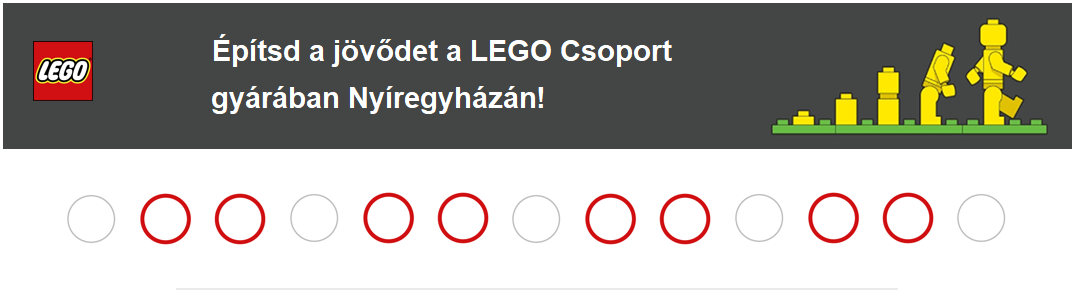 LEGO
Építsd a jövődet a LEGO Csoport
gyárában Nyíregyházán!